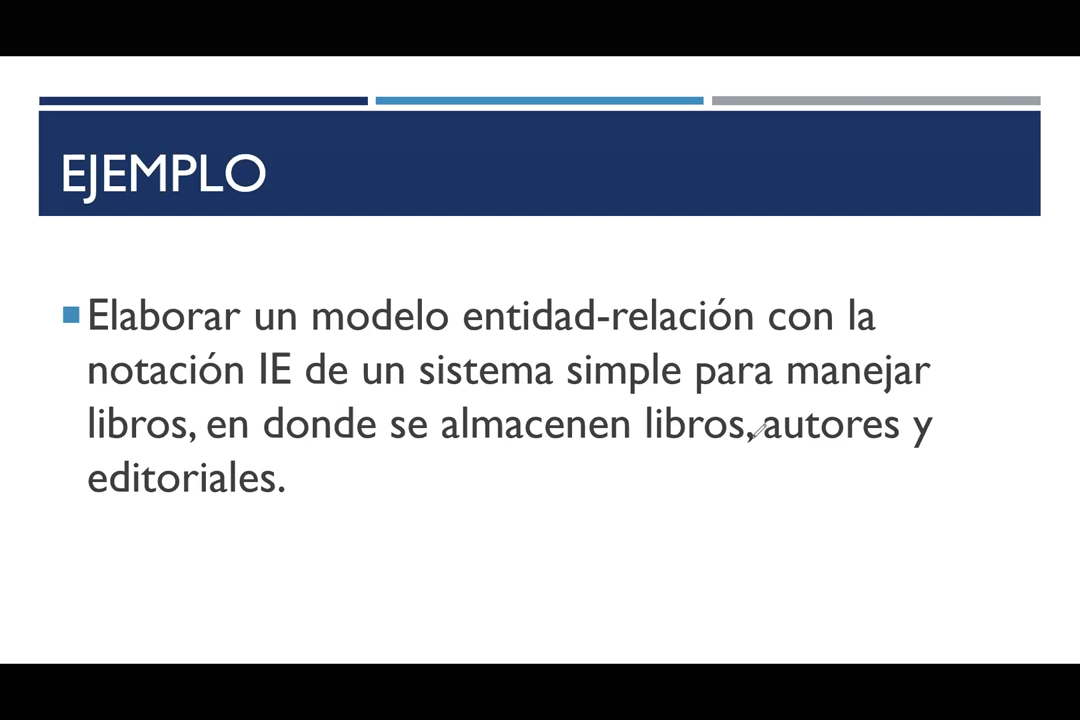 EJEMPLO
Elaborar un modelo entidad-relación con la
notación IE de un sistema simple para manejar
libros, en donde se almacenen libros, autores y
editoriales.